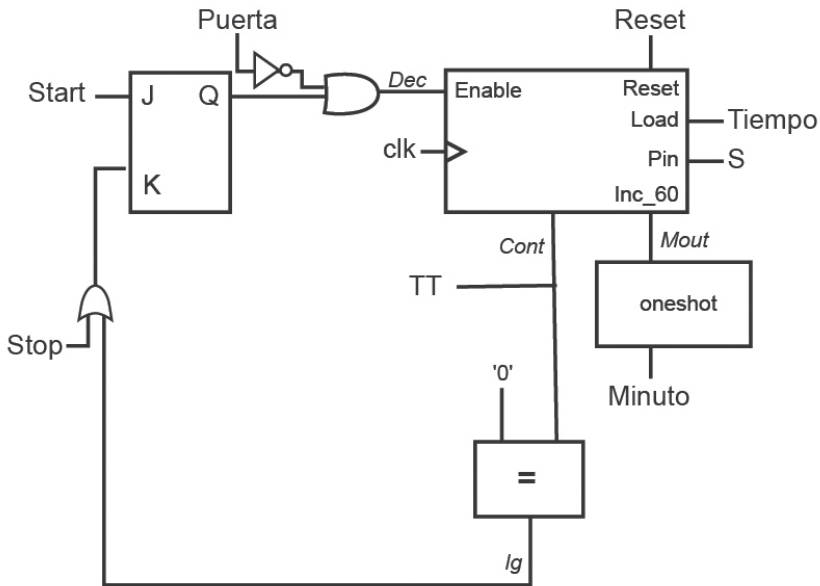 Puerta
Reset
Start
J
Q
Dec
Enable
Reset
Load
Tiempo
clk
Pin
S
K
Inc_60
Cont
Mout
TT
oneshot
Stop
'0'
Minuto
=
Ig